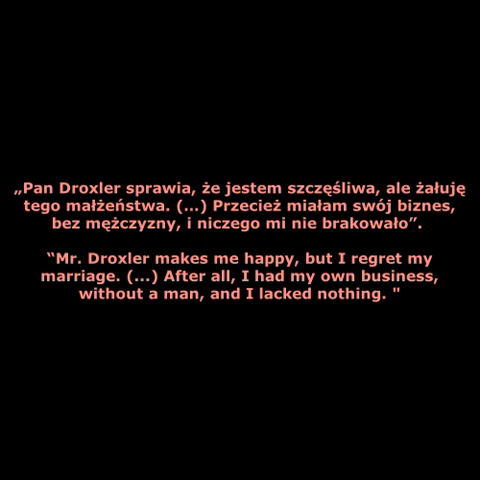 „Pan Droxler sprawia, że jestem szczęśliwa, ale żałuję
tego małżeństwa. (...) Przecież miałam swój biznes,
bez mężczyzny, i niczego mi nie brakowało”.
“Mr. Droxler makes me happy, but I regret my
marriage. (...) After all, I had my own business,
without a man, and I lacked nothing. "